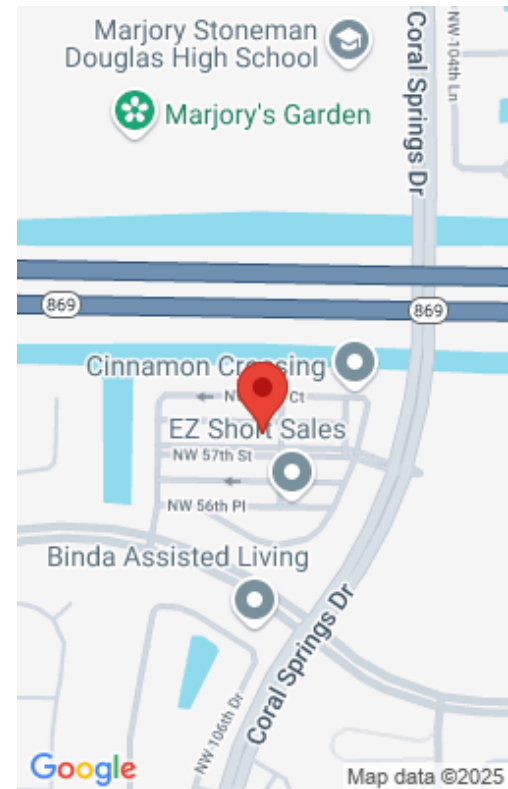 Marjory Stoneman
Douglas High School
Marjory's Garden
Coral Springs Dr
NW 104th Ln
869
869
Cinnamon Crossing
Ct
EZ Short Sales
NW 57th St
NW 56th Pl
Binda Assisted Living
Coral Springs Dr
NW 106th Dr
Google
Map data ©2025